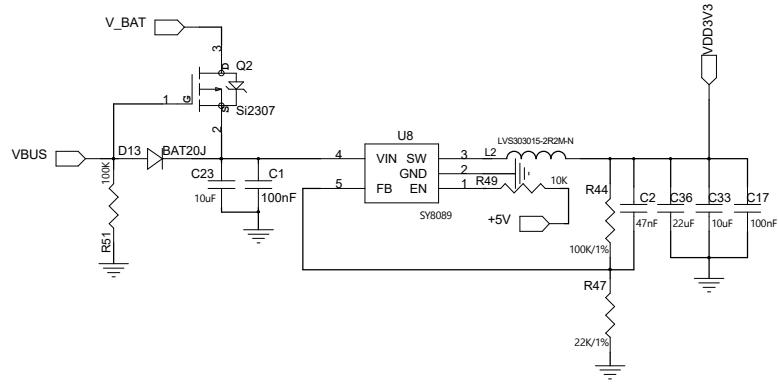 V_BAT
3
D
Q2
G
1
S
Si2307
2
VBUS
D13
BAT20J
100K
R51
C23
10uF
C1
100nF
U8
4
VIN
SW
3
GND
2
5
FB
EN
1
SY8089
L2
LVS303015-2R2M-N
R49
10K
+5V
R44
100K/1%
R47
22K/1%
C2
47nF
C36
22uF
C33
10uF
C17
100nF
VDD3V3